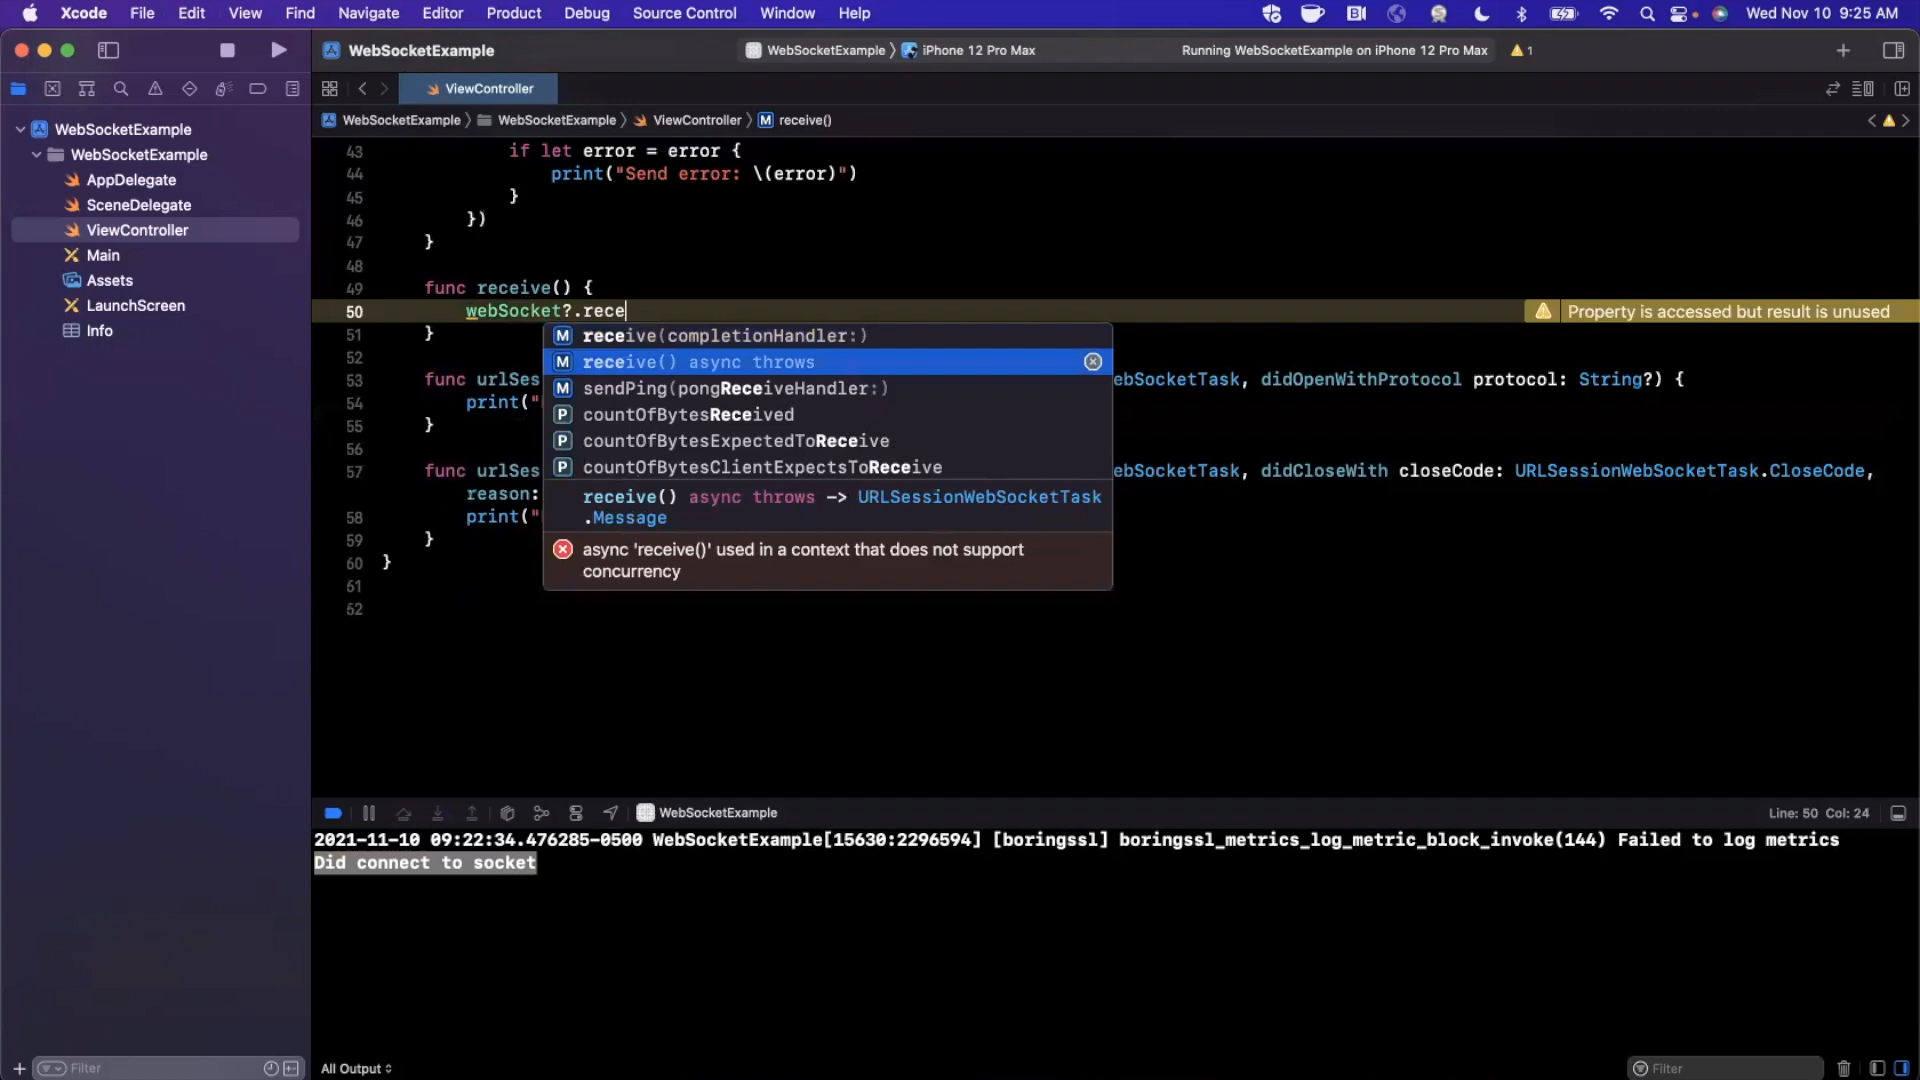 Xcode File Edit View Find Navigate Editor Product Debug Source Control Window Help Wed Nov 10 9:25 AM
WebSocketExample WebSocketExample iPhone 12 Pro Max Running WebSocketExample on iPhone 12 Pro Max 1
ViewController
WebSocketExample WebSocketExample ViewController M receive()
WebSocketExample
WebSocketExample
AppDelegate
SceneDelegate
ViewController
Main
Assets
LaunchScreen
Info
43 if let error = error {
44 print("Send error: \(error)")
45 }
46 })
47 }
48
49 func receive() {
50 webSocket?.rece Property is accessed but result is unused
51 }
52
53 func urlSes ebSocketTask, didOpenWithProtocol protocol: String?) {
54 print("
55 }
56
57 func urlSes ebSocketTask, didCloseWith closeCode: URLSessionWebSocketTask.CloseCode,
reason:
58 print("
59 }
60 }
61
62
M receive(completionHandler:)
M receive() async throws
M sendPing(pongReceiveHandler:)
P countOfBytesReceived
P countOfBytesExpectedToReceive
P countOfBytesClientExpectsToReceive
receive() async throws -> URLSessionWebSocketTask
.Message
async 'receive()' used in a context that does not support
concurrency
WebSocketExample Line: 50 Col: 24
2021-11-10 09:22:34.476285-0500 WebSocketExample[15630:2296594] [boringssl] boringssl_metrics_log_metric_block_invoke(144) Failed to log metrics
Did connect to socket
Filter All Output Filter